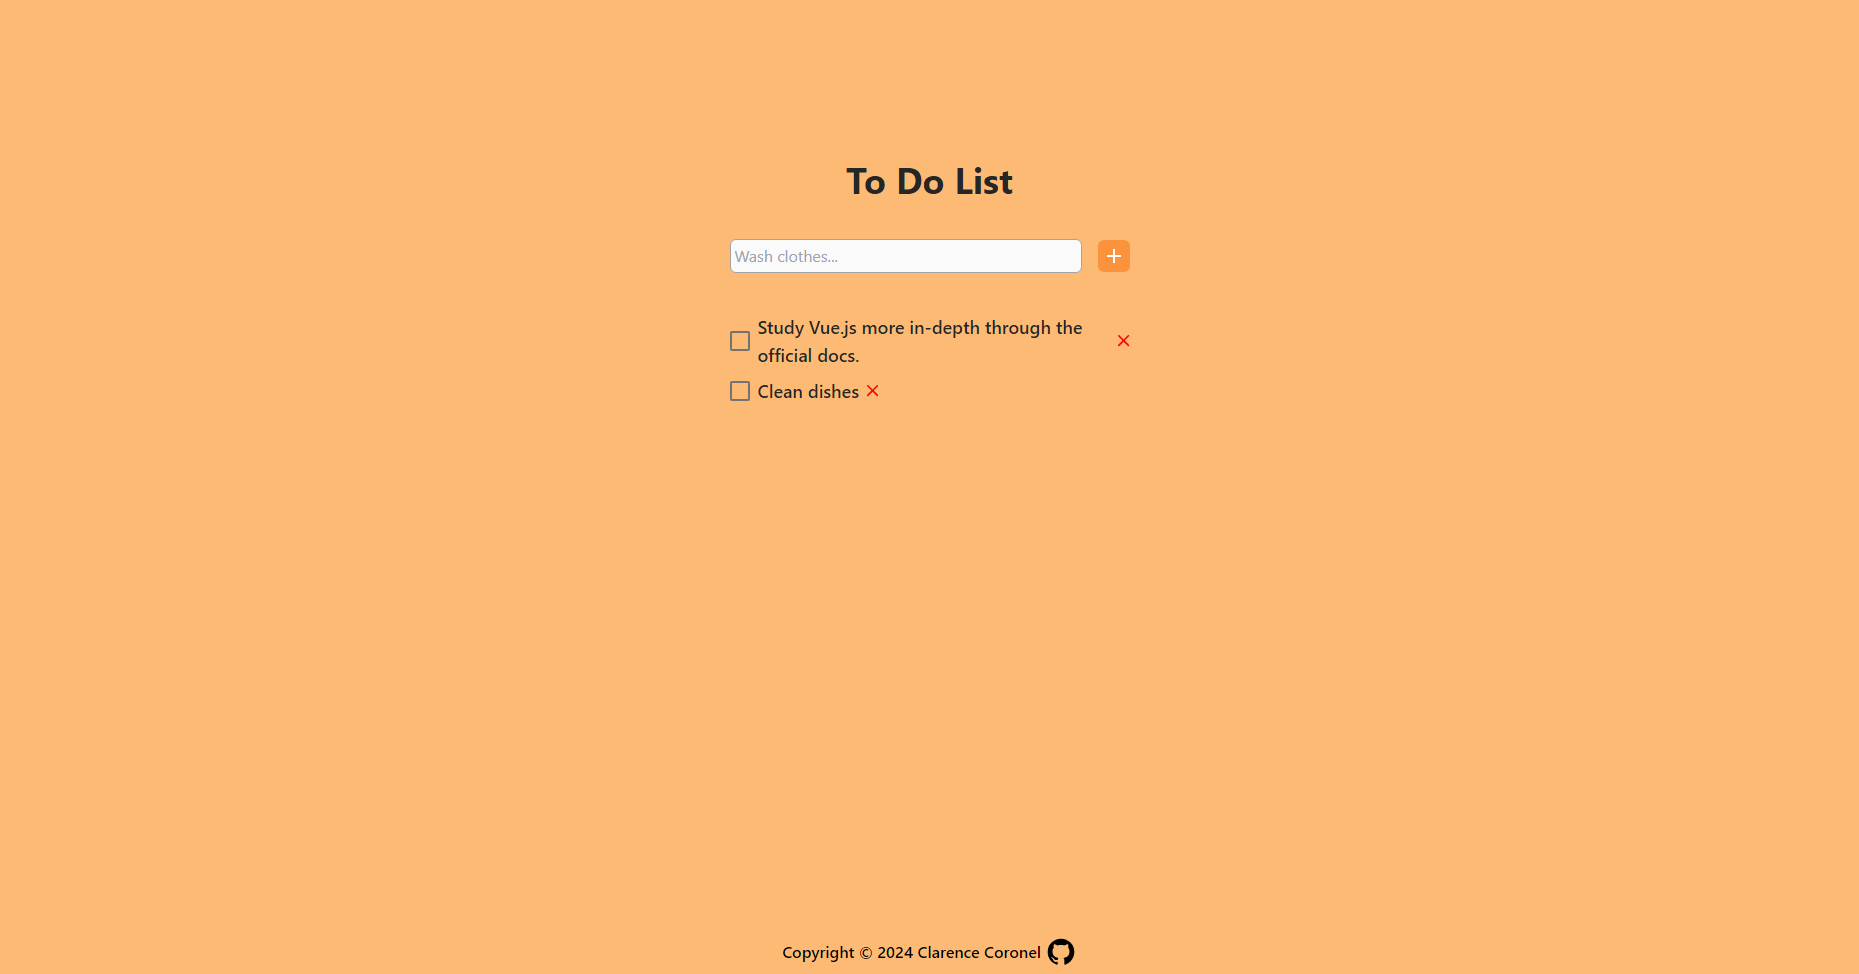 To Do List
Wash clothes...
Study Vue.js more in-depth through the
official docs.
Clean dishes
Copyright © 2024 Clarence Coronel